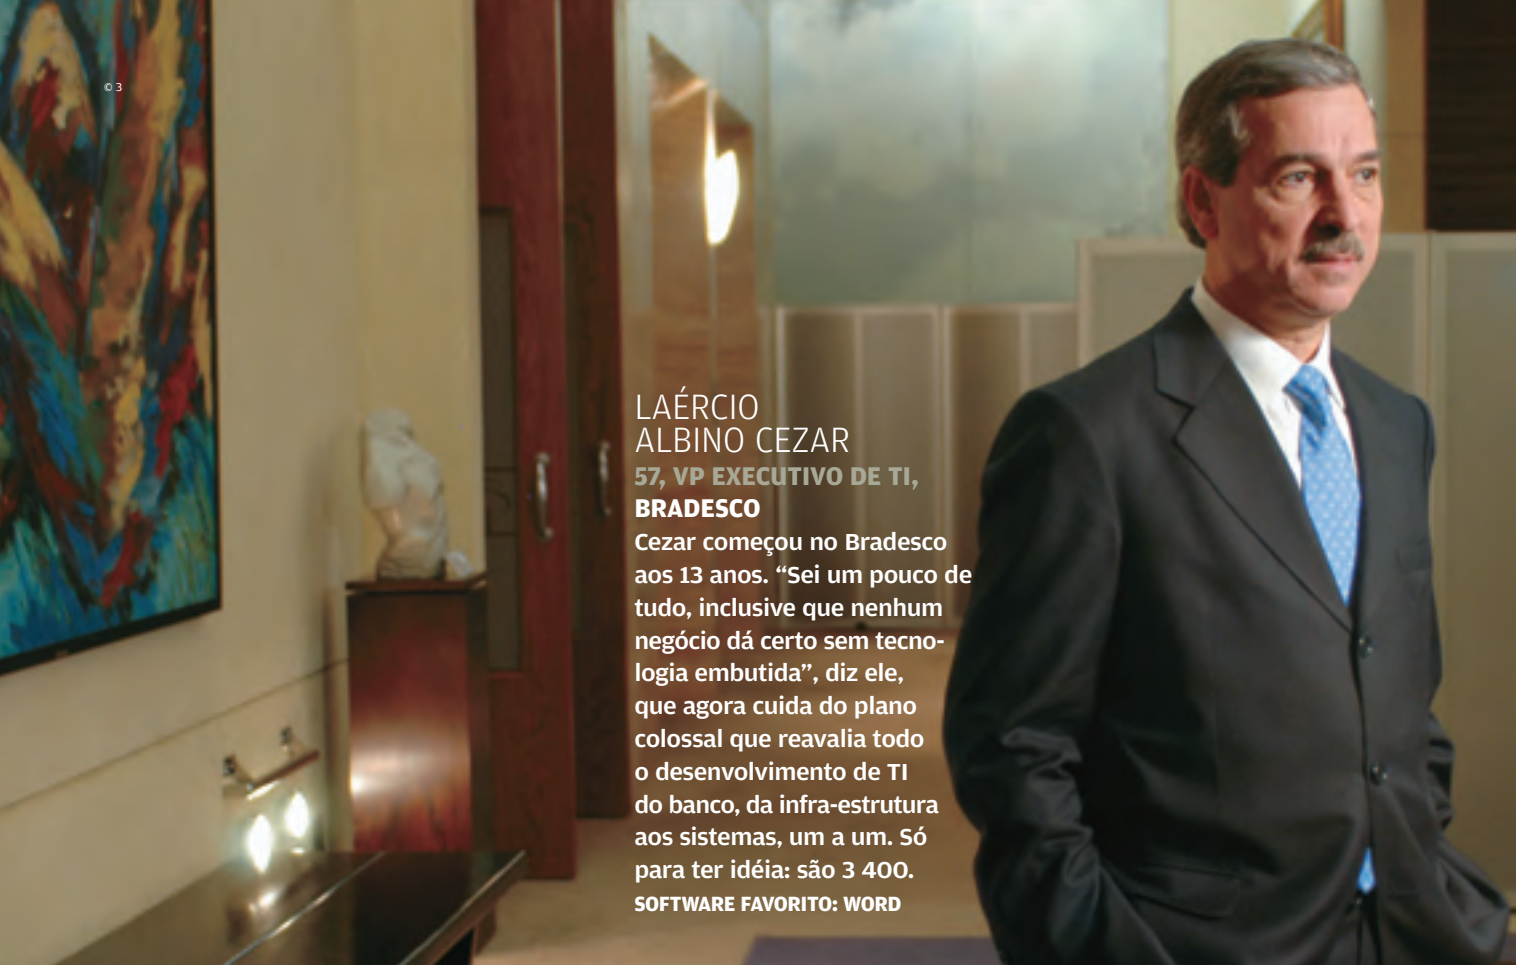 © 3
LAÉRCIO
ALBINO CEZAR
57, VP EXECUTIVO DE TI,
BRADESCO
Cezar começou no Bradesco
aos 13 anos. “Sei um pouco de
tudo, inclusive que nenhum
negócio dá certo sem tecno-
logia embutida”, diz ele,
que agora cuida do plano
colossal que reavalia todo
o desenvolvimento de TI
do banco, da infra-estrutura
aos sistemas, um a um. Só
para ter idéia: são 3 400.
SOFTWARE FAVORITO: WORD